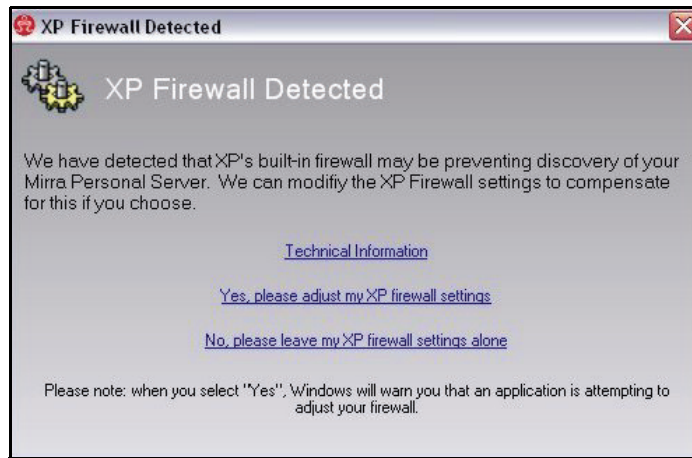 XP Firewall Detected
XP Firewall Detected
We have detected that XP's built-in firewall may be preventing discovery of your
Mirra Personal Server. We can modifiy the XP Firewall settings to compensate
for this if you choose.
Technical Information
Yes, please adjust my XP firewall settings
No, please leave my XP firewall settings alone
Please note: when you select "Yes", Windows will warn you that an application is attempting to
adjust your firewall.